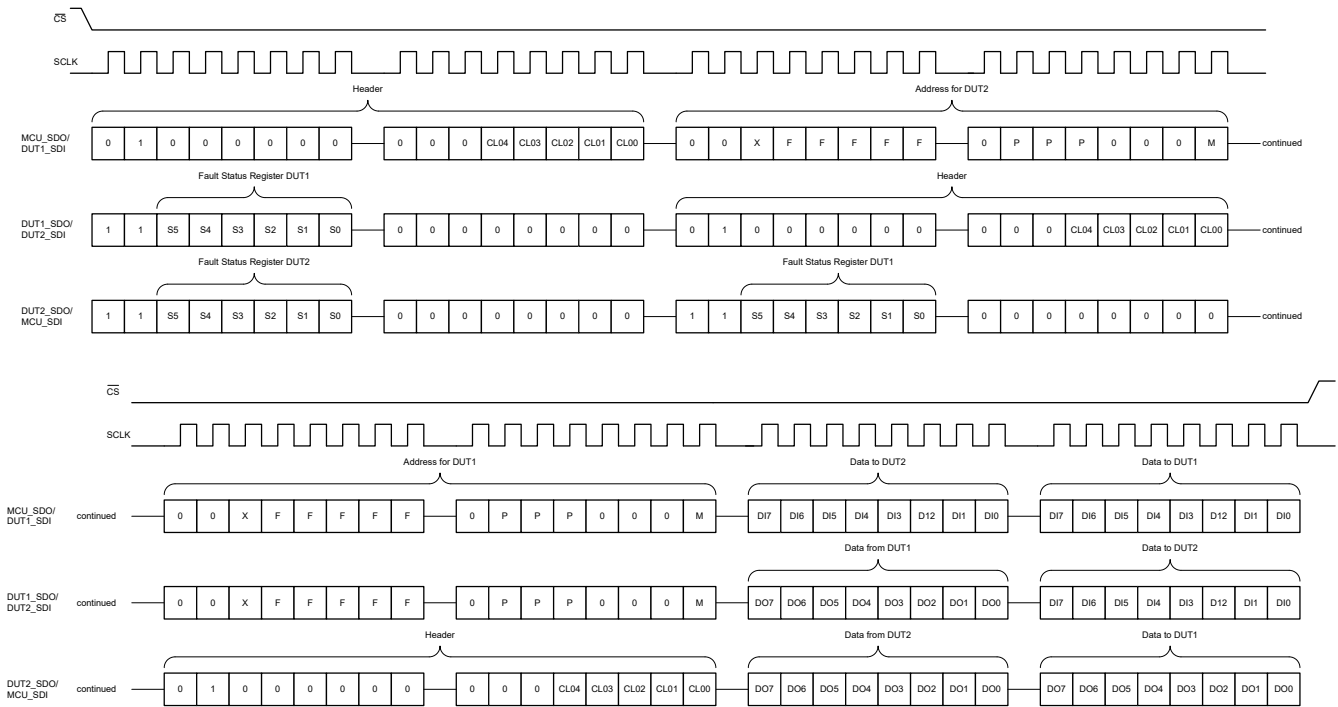 CS
SCLK
Header
Address for DUT2
MCU_SDO/
DUT1_SDI
0 1 0 0 0 0 0 0 0 0 0 CL04 CL03 CL02 CL01 CL00 0 0 X F F F F F 0 P P P 0 0 0 M continued
Fault Status Register DUT1
Header
DUT1_SDO/
DUT2_SDI
1 1 S5 S4 S3 S2 S1 S0 0 0 0 0 0 0 0 0 0 1 0 0 0 0 0 0 0 0 0 CL04 CL03 CL02 CL01 CL00 continued
Fault Status Register DUT2
Fault Status Register DUT1
DUT2_SDO/
MCU_SDI
1 1 S5 S4 S3 S2 S1 S0 0 0 0 0 0 0 0 0 1 1 S5 S4 S3 S2 S1 S0 0 0 0 0 0 0 0 0 continued
CS
SCLK
Address for DUT1
Data to DUT2
Data to DUT1
MCU_SDO/
DUT1_SDI
continued 0 0 X F F F F F 0 P P P 0 0 0 M DI7 DI6 DI5 DI4 DI3 D12 DI1 DI0 DI7 DI6 DI5 DI4 DI3 D12 DI1 DI0
Data from DUT1
Data to DUT2
DUT1_SDO/
DUT2_SDI
continued 0 0 X F F F F F 0 P P P 0 0 0 M DO7 DO6 DO5 DO4 DO3 DO2 DO1 DO0 DI7 DI6 DI5 DI4 DI3 D12 DI1 DI0
Header
Data from DUT2
Data to DUT1
DUT2_SDO/
MCU_SDI
continued 0 1 0 0 0 0 0 0 0 0 0 CL04 CL03 CL02 CL01 CL00 DO7 DO6 DO5 DO4 DO3 DO2 DO1 DO0 DO7 DO6 DO5 DO4 DO3 DO2 DO1 DO0